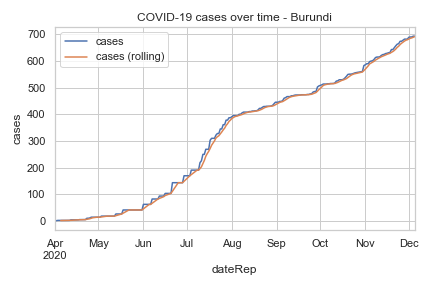 COVID-19 cases over time - Burundi
cases
cases (rolling)
700
600
500
400
300
200
100
0
cases
Apr May Jun Jul Aug Sep Oct Nov Dec
2020
dateRep